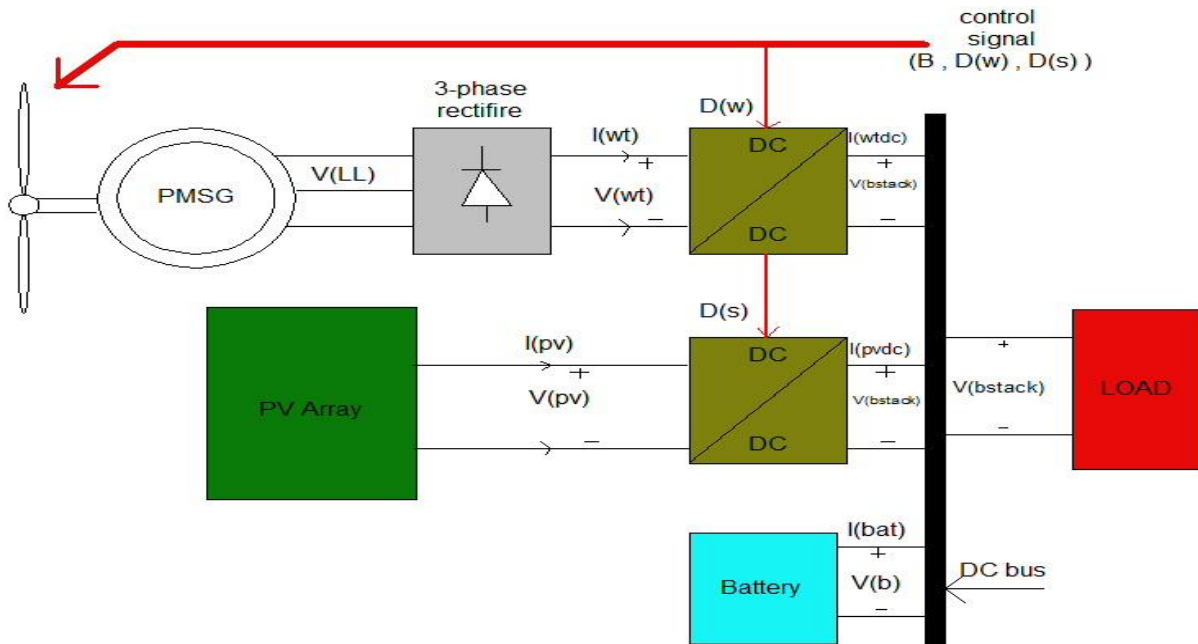 control
signal
(B , D(w) , D(s) )
3-phase
rectifire
D(w)
I(wt)
DC
I(wtdc)
+
+
V(LL)
V(bstack)
PMSG
V(wt)
−
−
DC
D(s)
I(pv)
DC
I(pvdc)
+
+
+
V(pv)
V(bstack)
V(bstack)
LOAD
PV Array
−
−
−
DC
I(bat)
+
DC bus
Battery
V(b)
−